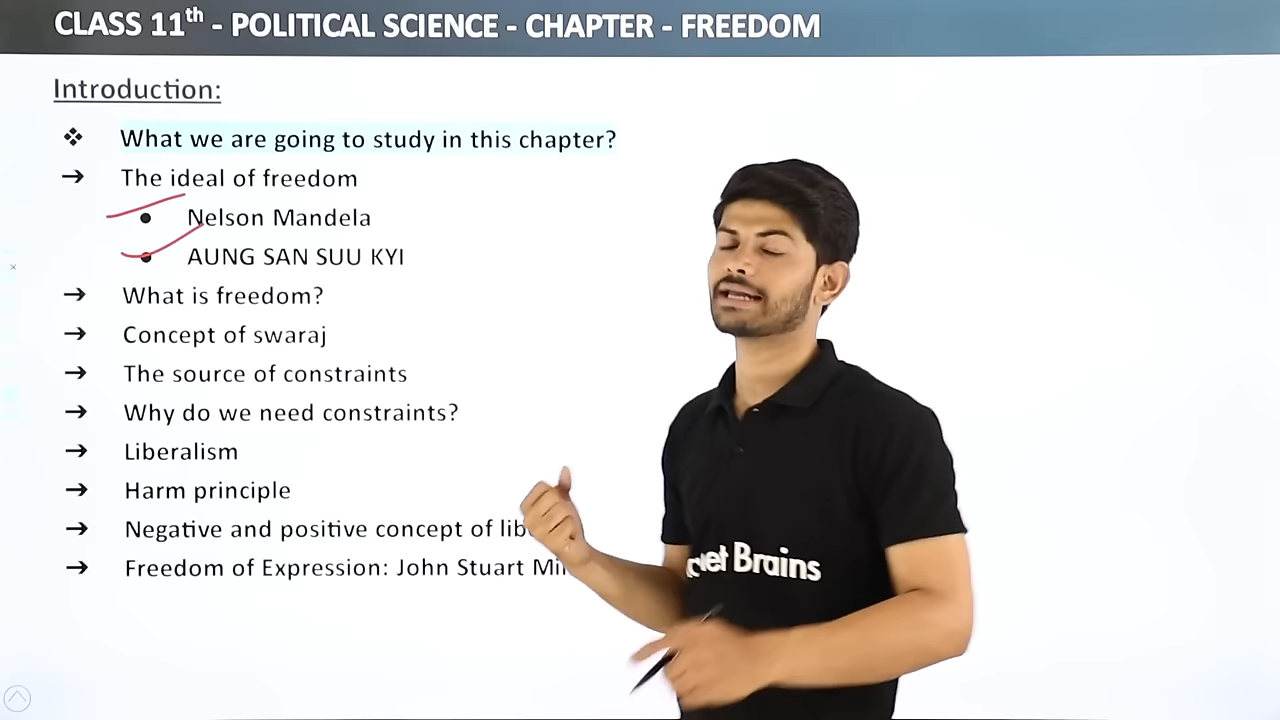 CLASS 11th - POLITICAL SCIENCE - CHAPTER - FREEDOM
Introduction:
❖ What we are going to study in this chapter?
→ The ideal of freedom
• Nelson Mandela
• AUNG SAN SUU KYI
→ What is freedom?
→ Concept of swaraj
→ The source of constraints
→ Why do we need constraints?
→ Liberalism
→ Harm principle
→ Negative and positive concept of
→ Freedom of Expression: John Stuart
Brains